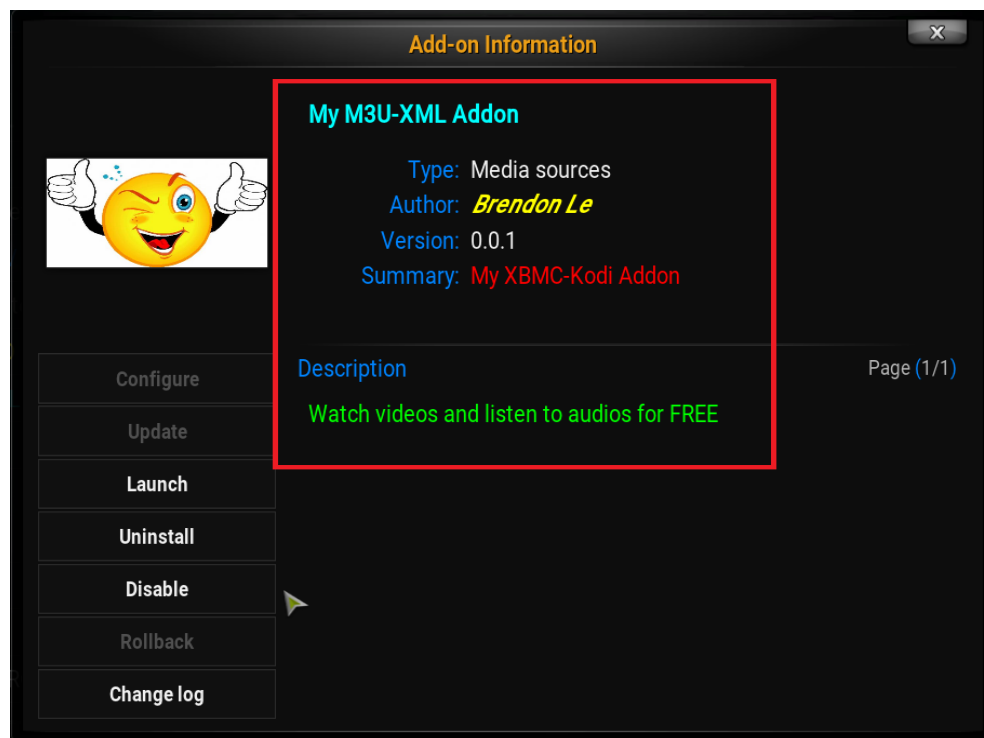 Add-on Information
x
My M3U-XML Addon
Type: Media sources
Author: Brendon Le
Version: 0.0.1
Summary: My XBMC-Kodi Addon
Description
Page (1/1)
Watch videos and listen to audios for FREE
Configure
Update
Launch
Uninstall
Disable
Rollback
Change log